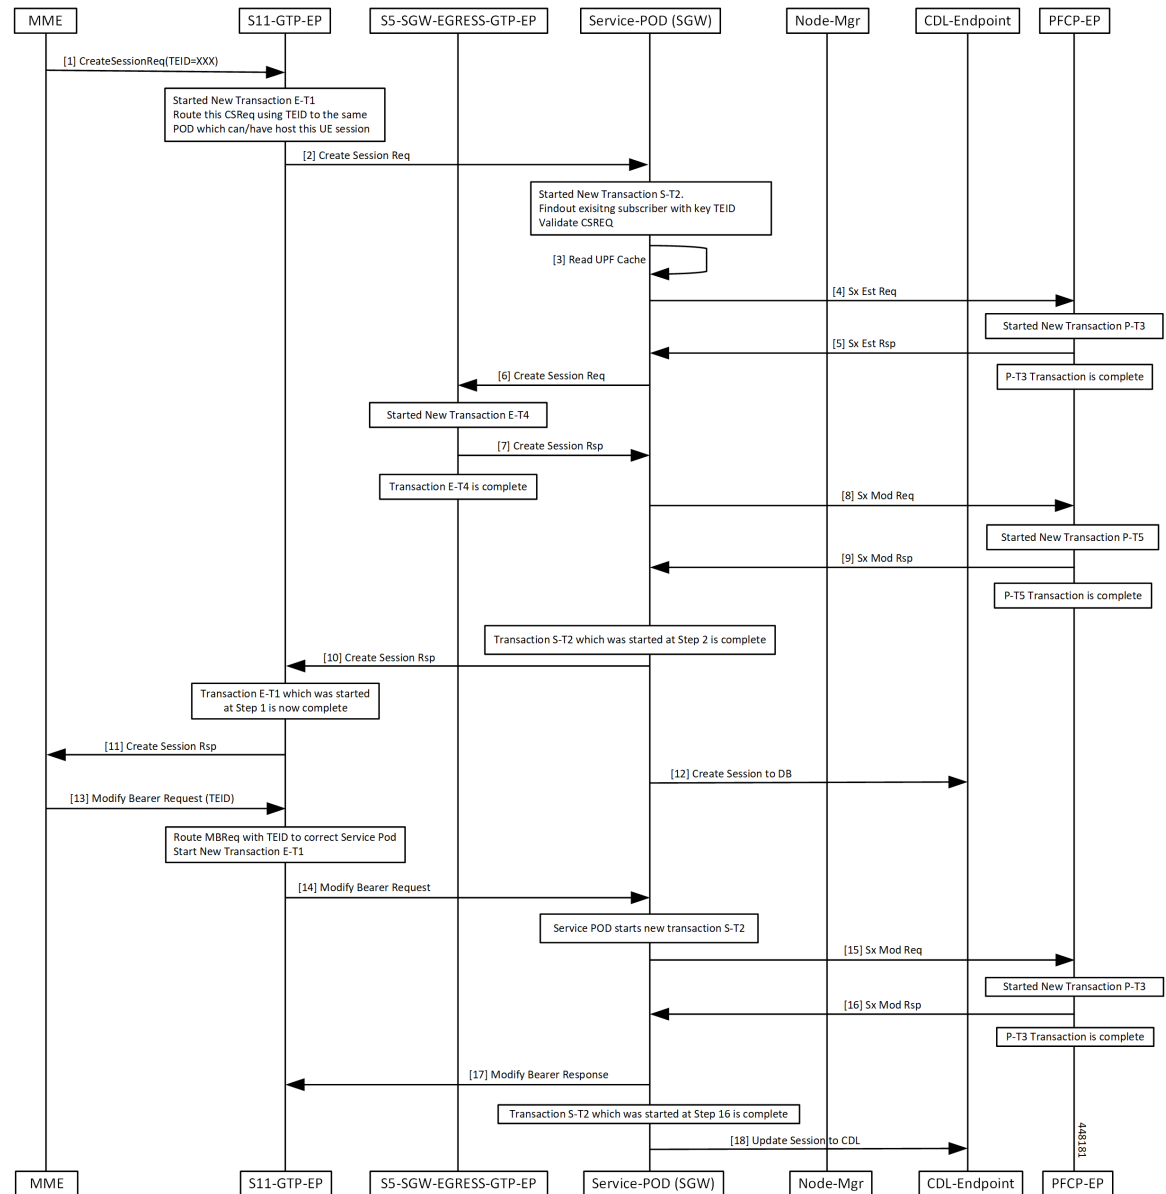 MME
S11-GTP-EP
S5-SGW-EGRESS-GTP-EP
Service-POD (SGW)
Node-Mgr
CDL-Endpoint
PFCP-EP
[1] CreateSessionReq(TEID=XXX)
Started New Transaction E-T1
Route this CSReq using TEID to the same
POD which can/have host this UE session
[2] Create Session Req
Started New Transaction S-T2.
Findout exisitng subscriber with key TEID
Validate CSREQ
[3] Read UPF Cache
[4] Sx Est Req
Started New Transaction P-T3
[5] Sx Est Rsp
P-T3 Transaction is complete
[6] Create Session Req
Started New Transaction E-T4
[7] Create Session Rsp
Transaction E-T4 is complete
[8] Sx Mod Req
Started New Transaction P-T5
[9] Sx Mod Rsp
P-T5 Transaction is complete
Transaction S-T2 which was started at Step 2 is complete
[10] Create Session Rsp
Transaction E-T1 which was started
at Step 1 is now complete
[11] Create Session Rsp
[12] Create Session to DB
[13] Modify Bearer Request (TEID)
Route MBReq with TEID to correct Service Pod
Start New Transaction E-T1
[14] Modify Bearer Request
Service POD starts new transaction S-T2
[15] Sx Mod Req
Started New Transaction P-T3
[16] Sx Mod Rsp
P-T3 Transaction is complete
[17] Modify Bearer Response
Transaction S-T2 which was started at Step 16 is complete
[18] Update Session to CDL
448181
MME
S11-GTP-EP
S5-SGW-EGRESS-GTP-EP
Service-POD (SGW)
Node-Mgr
CDL-Endpoint
PFCP-EP